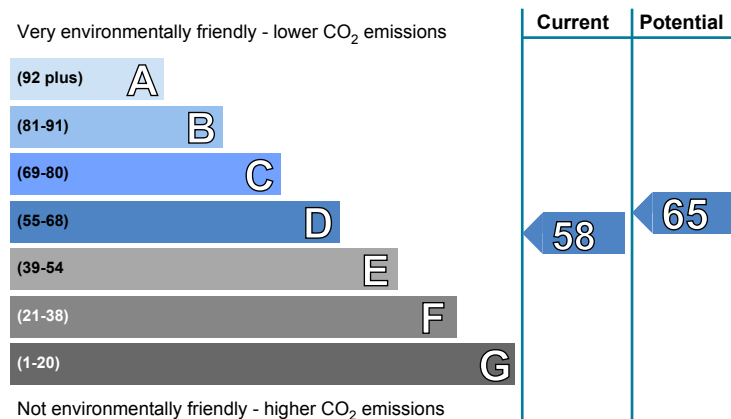 Very environmentally friendly - lower CO₂ emissions
Current
Potential
(92 plus) A
(81-91) B
(69-80) C
(55-68) D
(39-54 E
(21-38) F
(1-20) G
58
65
Not environmentally friendly - higher CO₂ emissions